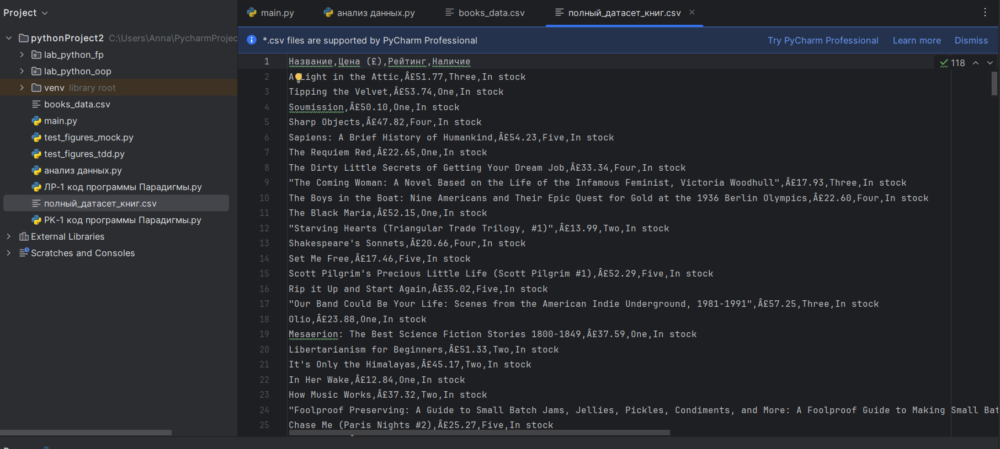 Project
main.py
анализ данных.py
books_data.csv
полный_датасет_книг.csv
pythonProject2 C:\Users\Anna\PycharmProjec
lab_python_fp
lab_python_oop
venv library root
books_data.csv
main.py
test_figures_mock.py
test_figures_tdd.py
анализ данных.py
ЛР-1 код программы Парадигмы.py
полный_датасет_книг.csv
РК-1 код программы Парадигмы.py
External Libraries
Scratches and Consoles
*.csv files are supported by PyCharm Professional
Try PyCharm Professional
Learn more
Dismiss
118
1 Название,Цена (£),Рейтинг,Наличие
2 A Light in the Attic,Â£51.77,Three,In stock
3 Tipping the Velvet,Â£53.74,One,In stock
4 Soumission,Â£50.10,One,In stock
5 Sharp Objects,Â£47.82,Four,In stock
6 Sapiens: A Brief History of Humankind,Â£54.23,Five,In stock
7 The Requiem Red,Â£22.65,One,In stock
8 The Dirty Little Secrets of Getting Your Dream Job,Â£33.34,Four,In stock
9 "The Coming Woman: A Novel Based on the Life of the Infamous Feminist, Victoria Woodhull",Â£17.93,Three,In stock
10 The Boys in the Boat: Nine Americans and Their Epic Quest for Gold at the 1936 Berlin Olympics,Â£22.60,Four,In stock
11 The Black Maria,Â£52.15,One,In stock
12 "Starving Hearts (Triangular Trade Trilogy, #1)",Â£13.99,Two,In stock
13 Shakespeare's Sonnets,Â£20.66,Four,In stock
14 Set Me Free,Â£17.46,Five,In stock
15 Scott Pilgrim's Precious Little Life (Scott Pilgrim #1),Â£52.29,Five,In stock
16 Rip it Up and Start Again,Â£35.02,Five,In stock
17 "Our Band Could Be Your Life: Scenes from the American Indie Underground, 1981-1991",Â£57.25,Three,In stock
18 Olio,Â£23.88,One,In stock
19 Mesaerion: The Best Science Fiction Stories 1800-1849,Â£37.59,One,In stock
20 Libertarianism for Beginners,Â£51.33,Two,In stock
21 It's Only the Himalayas,Â£45.17,Two,In stock
22 In Her Wake,Â£12.84,One,In stock
23 How Music Works,Â£37.32,Two,In stock
24 "Foolproof Preserving: A Guide to Small Batch Jams, Jellies, Pickles, Condiments, and More: A Foolproof Guide to Making Small Bat
25 Chase Me (Paris Nights #2),Â£25.27,Five,In stock